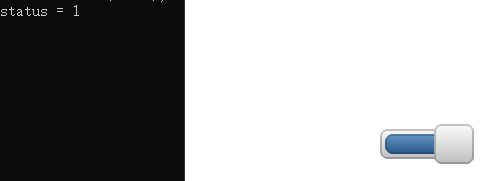 status = 1